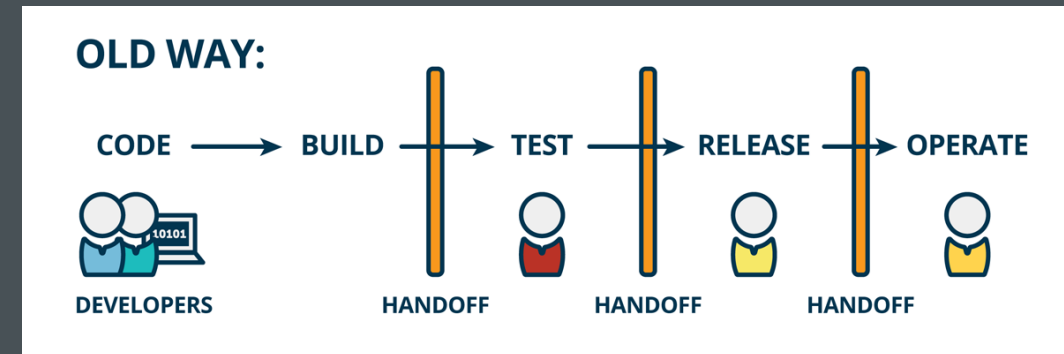 OLD WAY:
CODE BUILD TEST RELEASE OPERATE
10101
DEVELOPERS HANDOFF HANDOFF HANDOFF